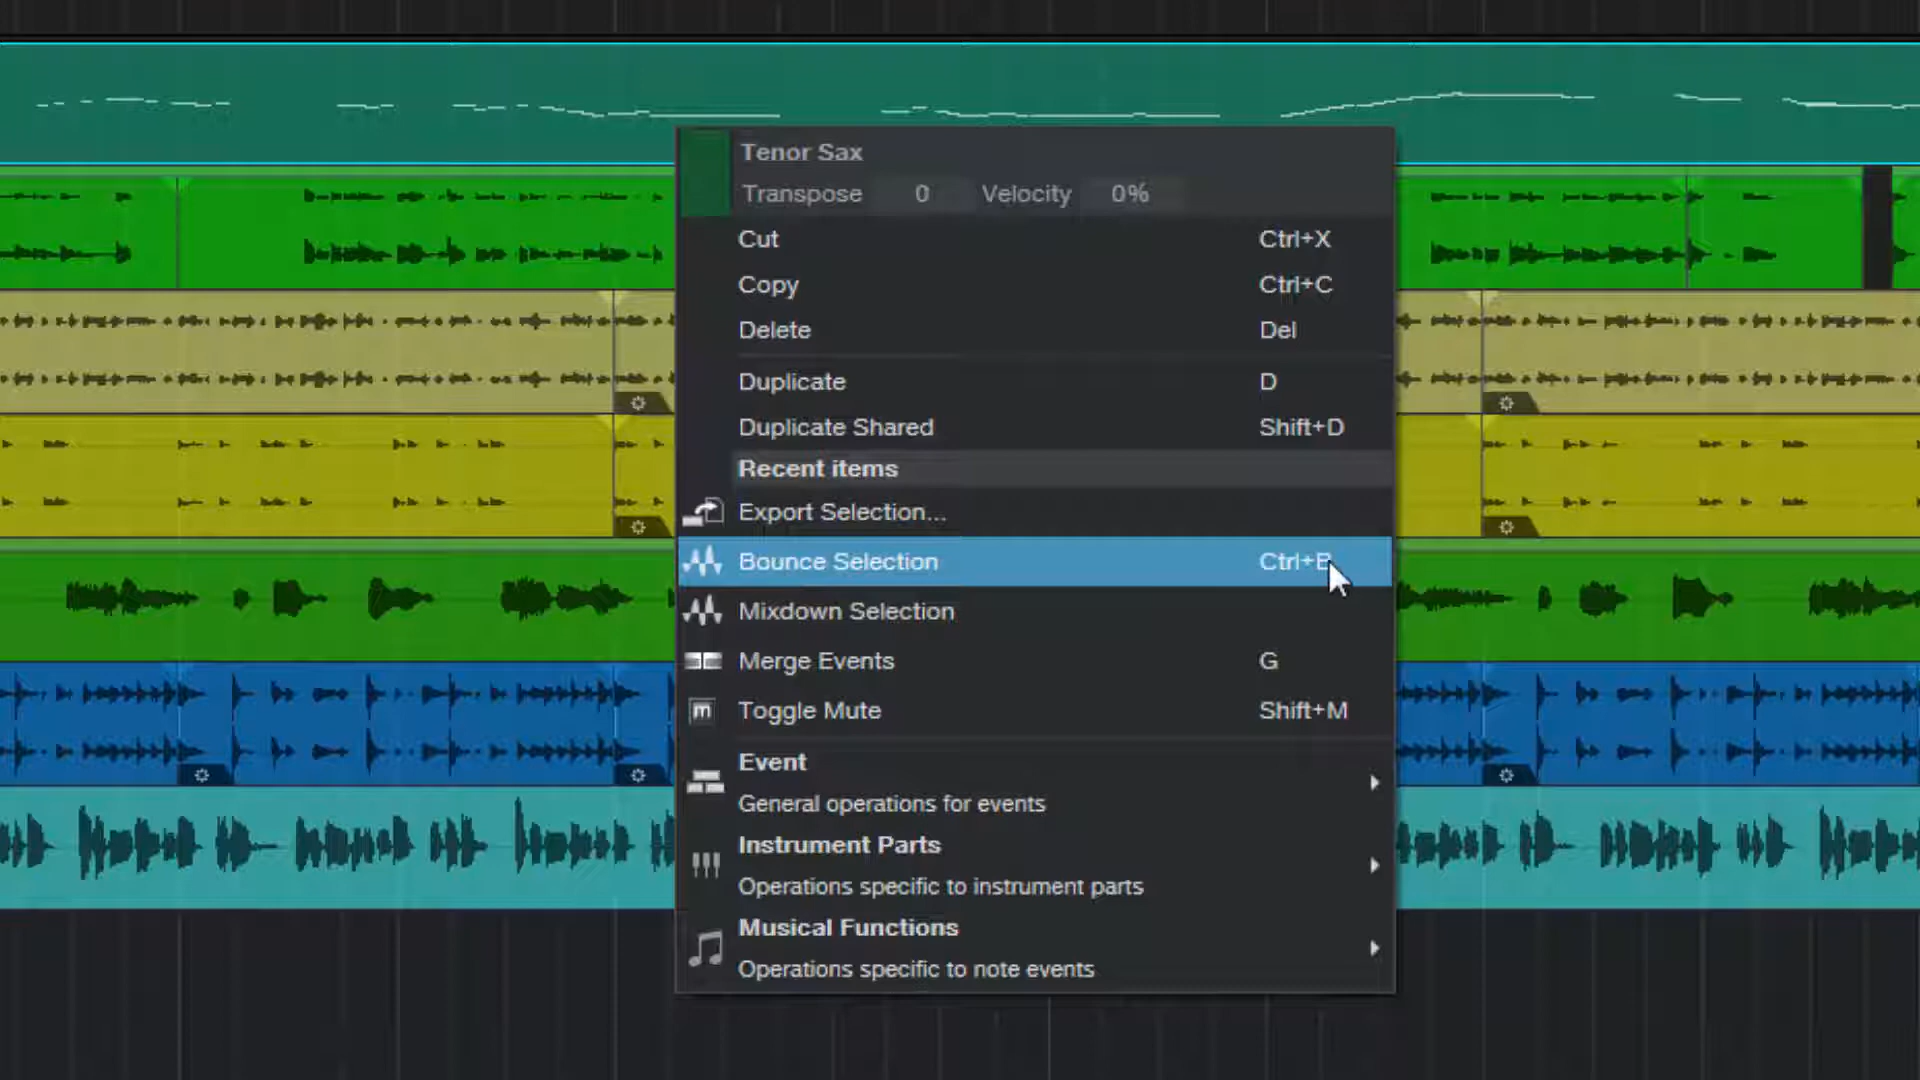 Tenor Sax
Transpose 0 Velocity 0%
Cut Ctrl+X
Copy Ctrl+C
Delete Del
Duplicate D
Duplicate Shared Shift+D
Recent items
Export Selection...
Bounce Selection Ctrl+B
Mixdown Selection
Merge Events G
m Toggle Mute Shift+M
Event
General operations for events
Instrument Parts
Operations specific to instrument parts
Musical Functions
Operations specific to note events